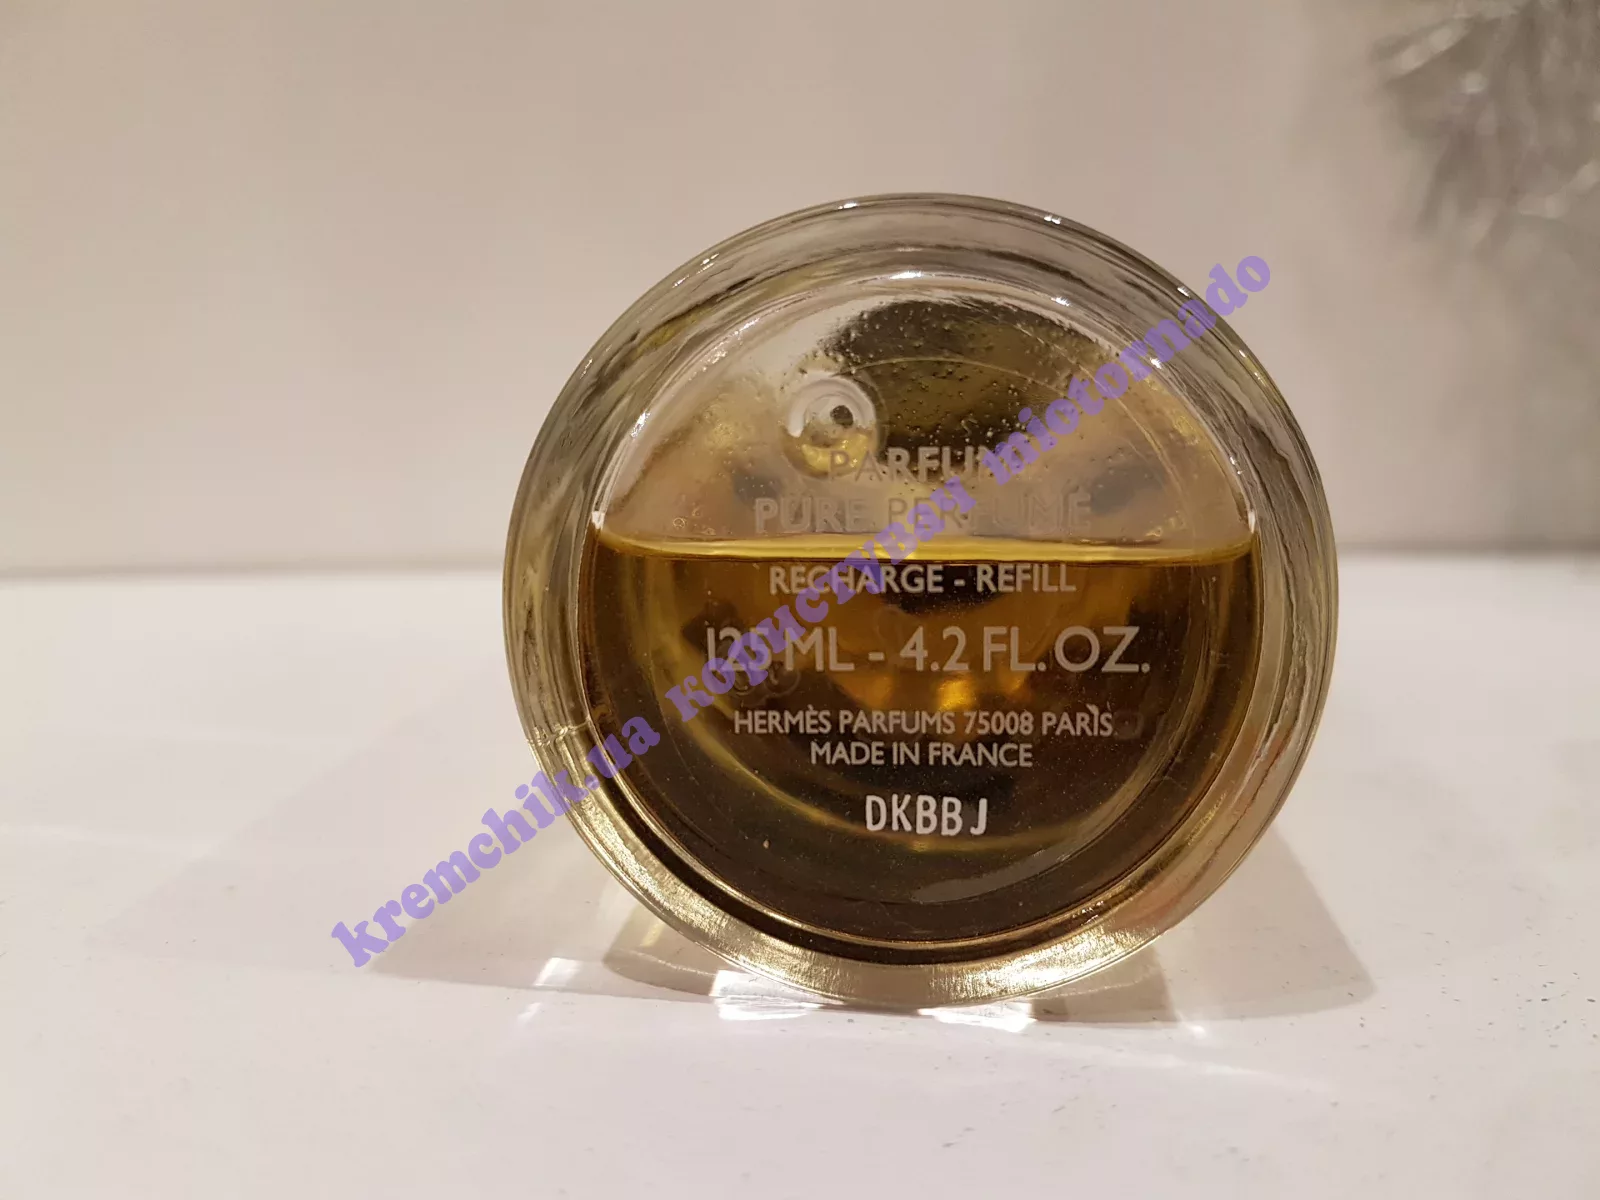 PARFUM
PURE PERFUME
RECHARGE - REFILL
125 ML - 4.2 FL. OZ.
HERMÈS PARFUMS 75008 PARIS
MADE IN FRANCE
DKBBJ
kremchik.ua користувач miotornado